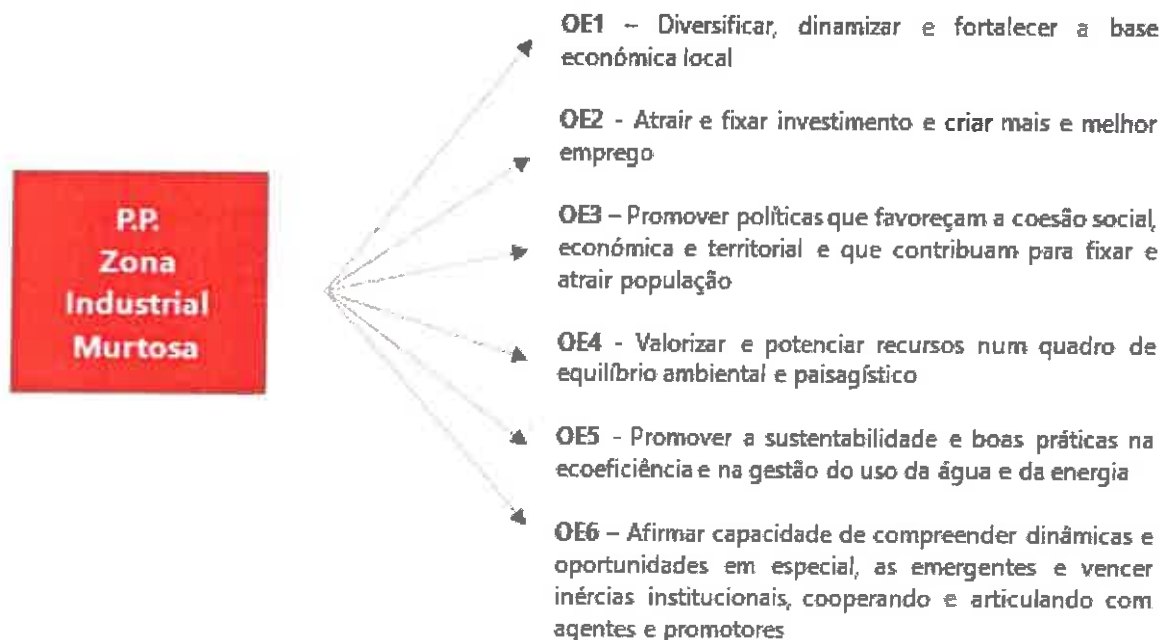 P.P.
Zona
Industrial
Murtosa
OE1 – Diversificar, dinamizar e fortalecer a base
económica local
OE2 - Atrair e fixar investimento e criar mais e melhor
emprego
OE3 – Promover políticas que favoreçam a coesão social,
económica e territorial e que contribuam para fixar e
atrair população
OE4 - Valorizar e potenciar recursos num quadro de
equilíbrio ambiental e paisagístico
OE5 - Promover a sustentabilidade e boas práticas na
ecoeficiência e na gestão do uso da água e da energia
OE6 – Afirmar capacidade de compreender dinâmicas e
oportunidades em especial, as emergentes e vencer
inércias institucionais, cooperando e articulando com
agentes e promotores